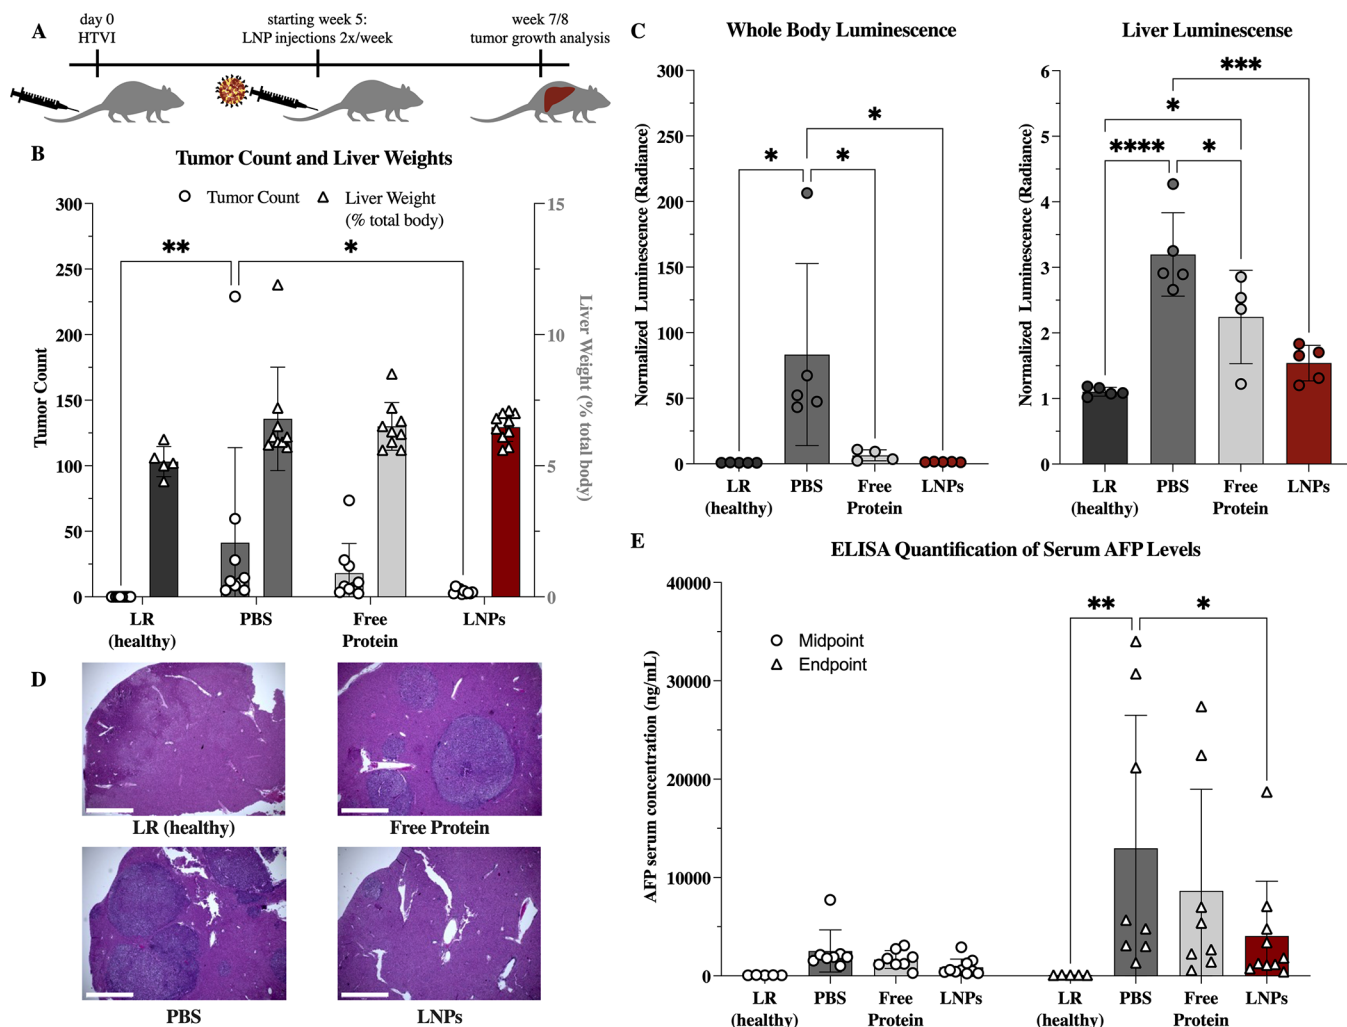 A
day 0
HTVI
starting week 5:
LNP injections 2x/week
week 7/8
tumor growth analysis
B
Tumor Count and Liver Weights
Tumor Count
Liver Weight
(% total body)
300
250
200
150
100
50
0
Tumor Count
15
10
5
0
Liver Weight (% total body)
**
*
LR
(healthy)
PBS
Free
Protein
LNPs
C
Whole Body Luminescence
Normalized Luminescence (Radiance)
300
250
200
150
100
50
0
*
*
*
LR
(healthy)
PBS
Free
Protein
LNPs
Liver Luminescense
Normalized Luminescence (Radiance)
6
5
4
3
2
1
0
***
*
****
*
LR
(healthy)
PBS
Free
Protein
LNPs
D
LR (healthy)
Free Protein
PBS
LNPs
E
ELISA Quantification of Serum AFP Levels
AFP serum concentration (ng/mL)
40000
30000
20000
10000
0
Midpoint
Endpoint
**
*
LR
(healthy)
PBS
Free
Protein
LNPs
LR
(healthy)
PBS
Free
Protein
LNPs